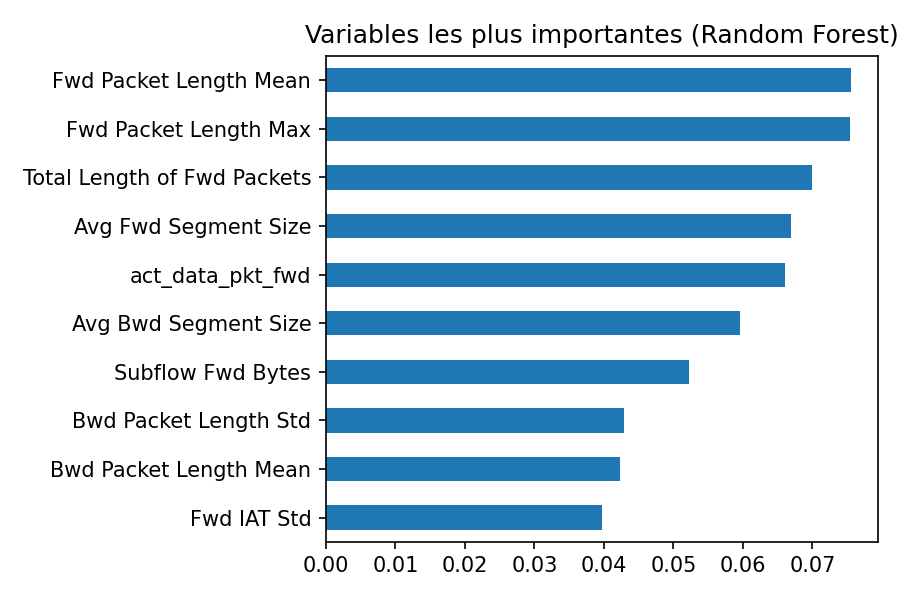 Variables les plus importantes (Random Forest)
Fwd Packet Length Mean
Fwd Packet Length Max
Total Length of Fwd Packets
Avg Fwd Segment Size
act_data_pkt_fwd
Avg Bwd Segment Size
Subflow Fwd Bytes
Bwd Packet Length Std
Bwd Packet Length Mean
Fwd IAT Std
0.00 0.01 0.02 0.03 0.04 0.05 0.06 0.07